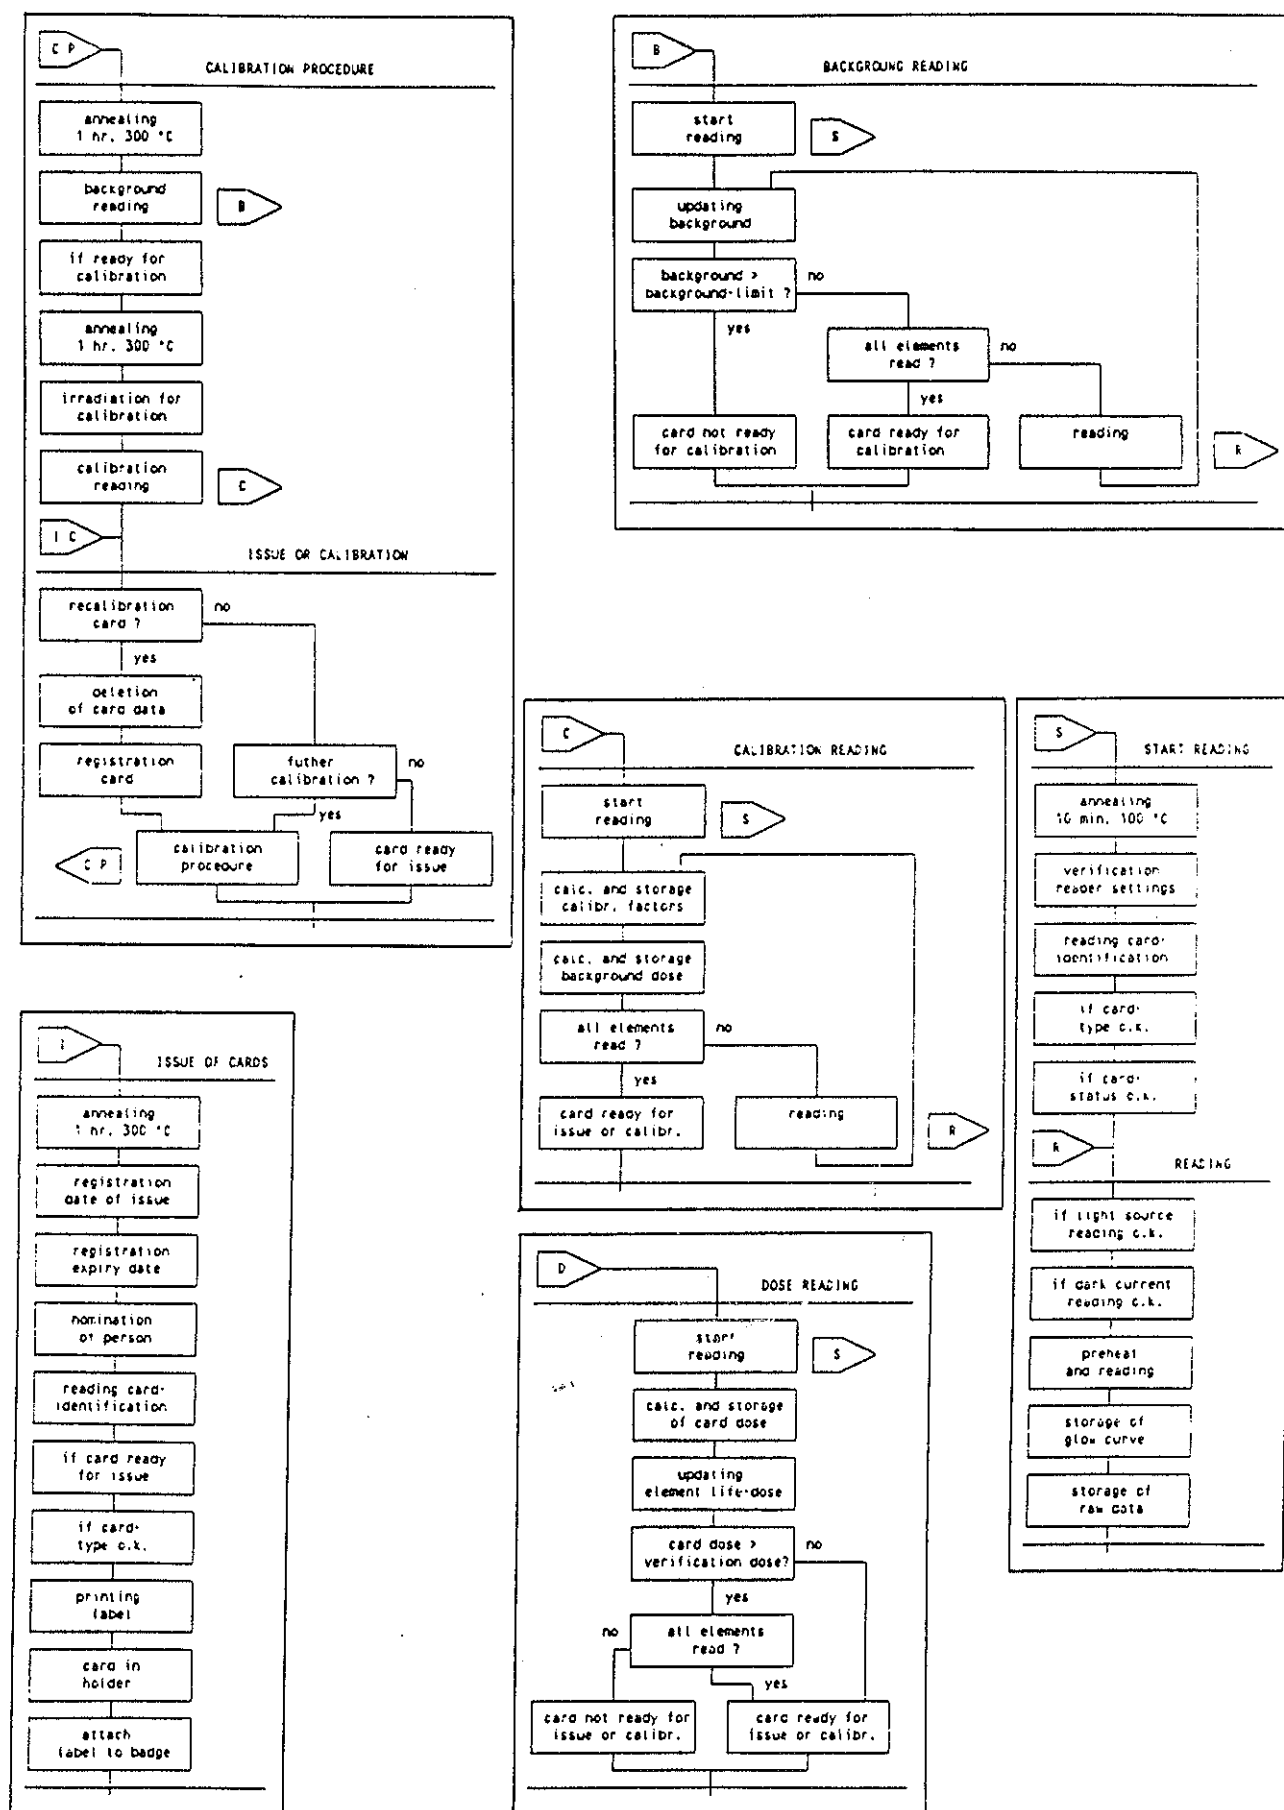 C P
CALIBRATION PROCEDURE
annealing
1 hr. 300 °C
background
reading
B
if ready for
calibration
annealing
1 hr. 300 °C
irradiation for
calibration
calibration
reading
C
I C
ISSUE OR CALIBRATION
recalibration
card ?
no
yes
deletion
of card data
registration
card
futher
calibration ?
no
yes
calibration
procedure
C P
card ready
for issue
B
BACKGROUND READING
start
reading
S
updating
background
background >
background-limit ?
no
yes
all elements
read ?
no
yes
card not ready
for calibration
card ready for
calibration
reading
R
C
CALIBRATION READING
start
reading
S
calc. and storage
calibr. factors
calc. and storage
background dose
all elements
read ?
no
yes
card ready for
issue or calibr.
reading
R
S
START READING
annealing
10 min. 100 °C
verification
reader settings
reading card-
identification
if card-
type o.k.
if card-
status o.k.
R
READING
if light source
reading o.k.
if dark current
reading o.k.
preheat
and reading
storage of
glow curve
storage of
raw data
I
ISSUE OF CARDS
annealing
1 hr. 300 °C
registration
date of issue
registration
expiry date
nomination
of person
reading card-
identification
if card ready
for issue
if card-
type o.k.
printing
label
card in
holder
attach
label to badge
D
DOSE READING
start
reading
S
calc. and storage
of card dose
updating
element life-dose
card dose >
verification dose?
no
yes
no
all elements
read ?
yes
card not ready for
issue or calibr.
card ready for
issue or calibr.